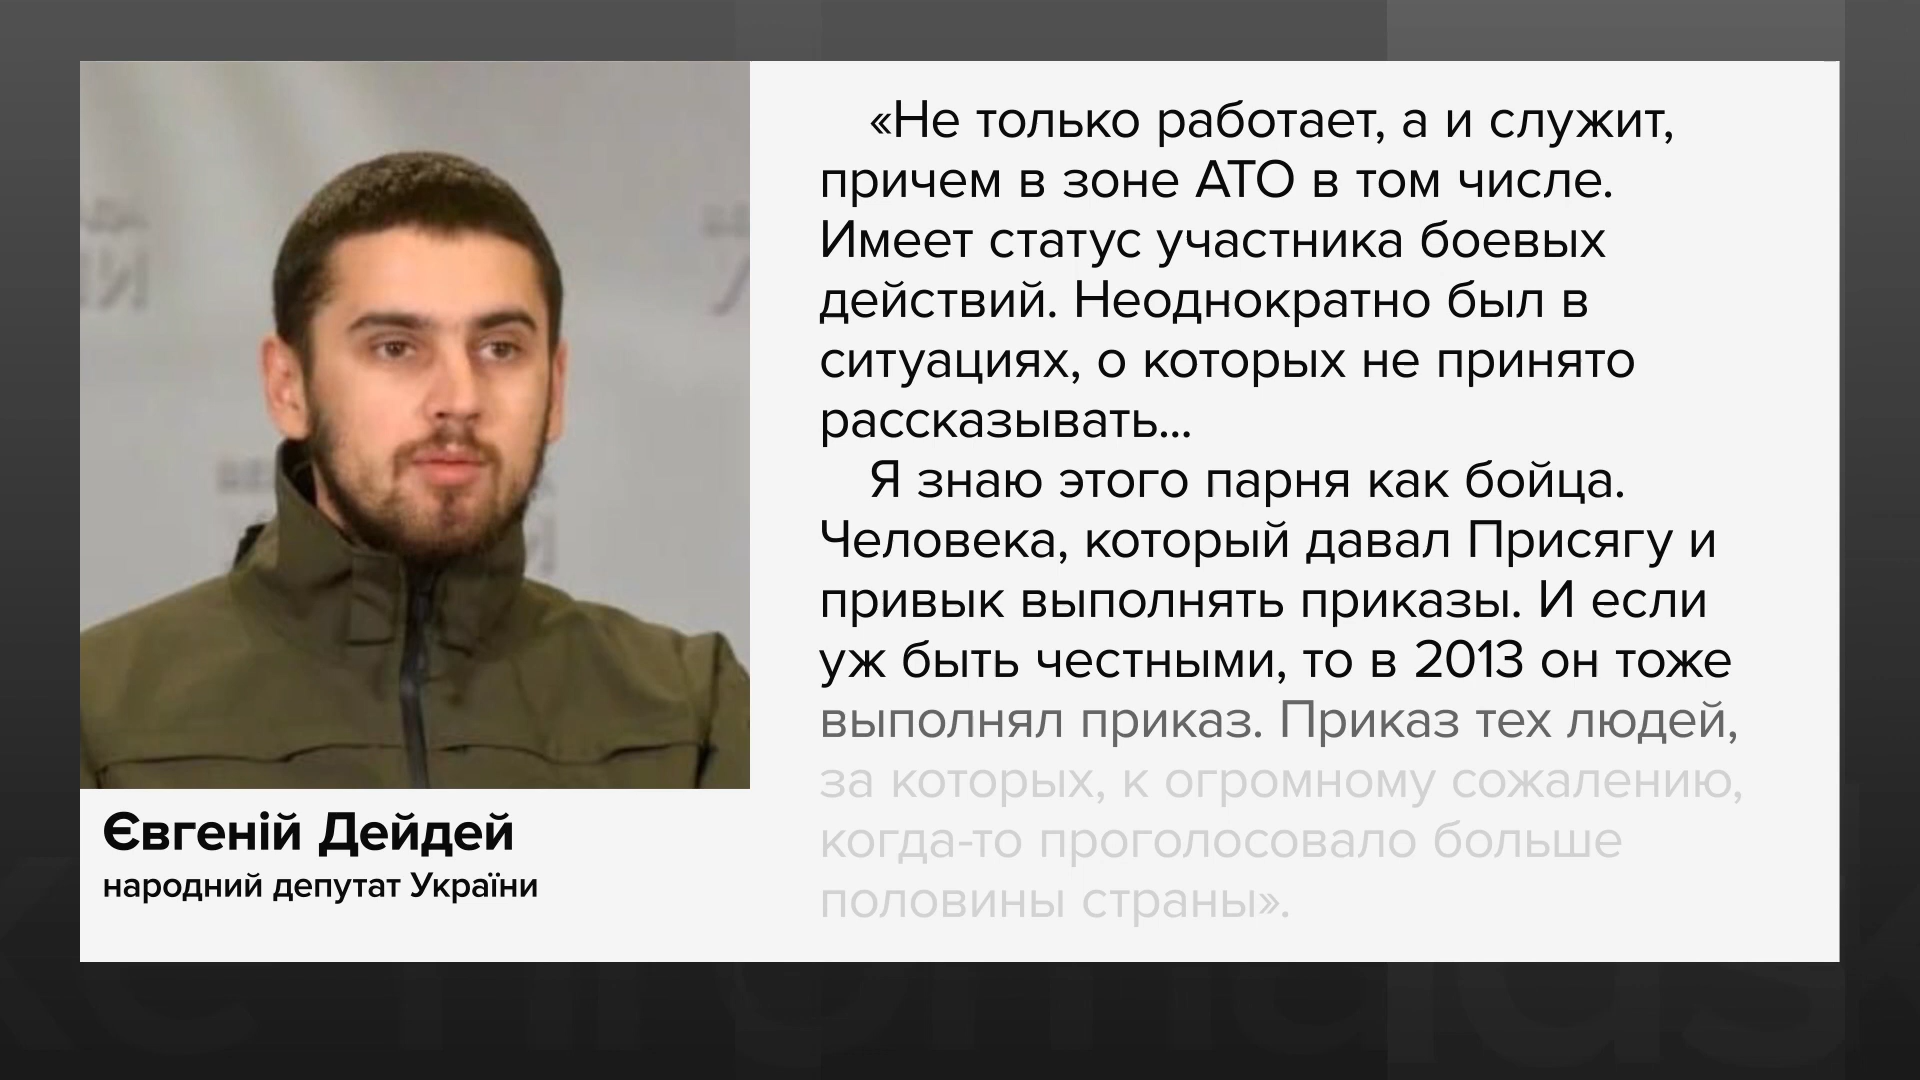 «Не только работает, а и служит,
причем в зоне АТО в том числе.
Имеет статус участника боевых
действий. Неоднократно был в
ситуациях, о которых не принято
рассказывать...
Я знаю этого парня как бойца.
Человека, который давал Присягу и
привык выполнять приказы. И если
уж быть честными, то в 2013 он тоже
выполнял приказ. Приказ тех людей,
за которых, к огромному сожалению,
когда-то проголосовало больше
половины страны».
Євгеній Дейдей
народний депутат України